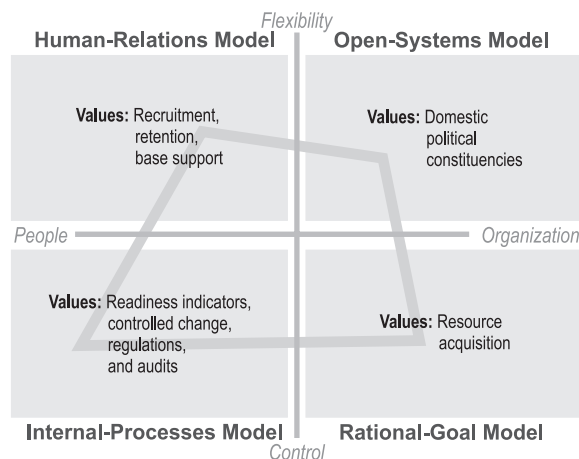 Flexibility
Human-Relations Model
Open-Systems Model
Values: Recruitment,
retention,
base support
Values: Domestic
political
constituencies
People
Organization
Values: Readiness indicators,
controlled change,
regulations,
and audits
Values: Resource
acquisition
Internal-Processes Model
Rational-Goal Model
Control